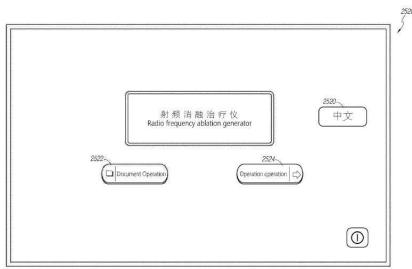 2526
射频消融治疗仪
Radio frequency ablation generator
2520
中文
2522
Document Operation
2524
Operation operation